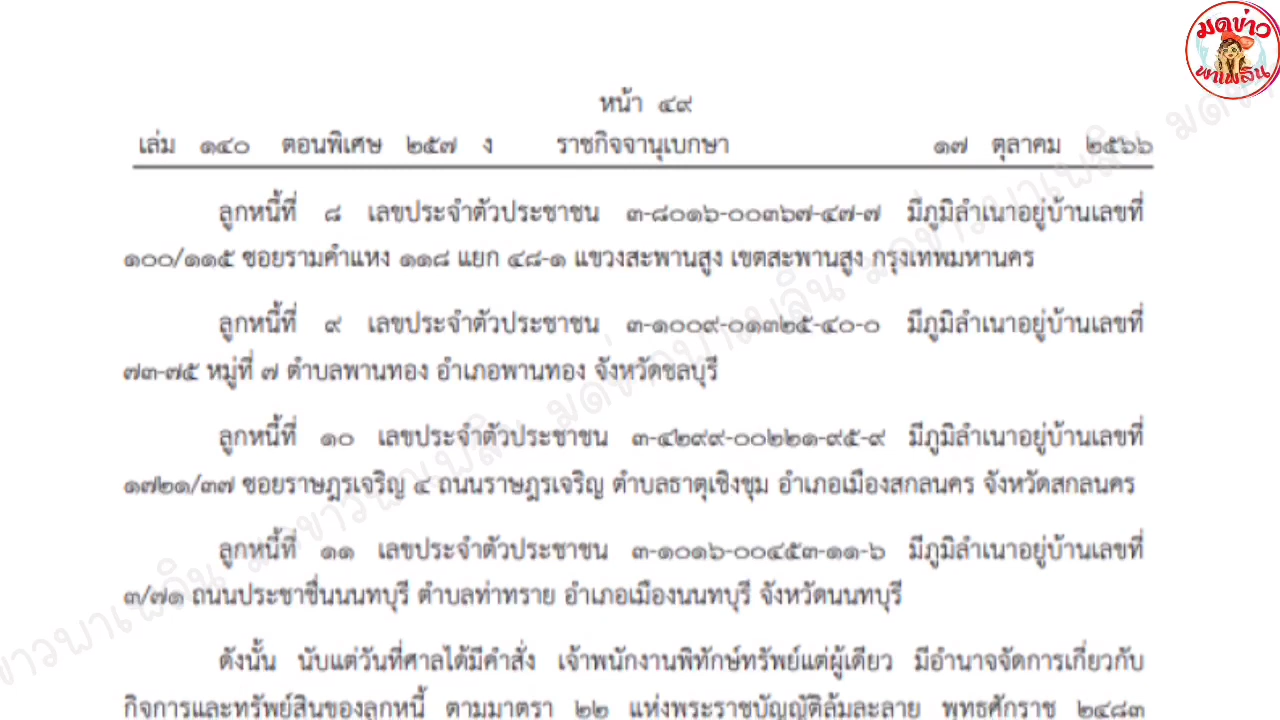 มดข่าว
พาเพลิน
หน้า ๔๙
เล่ม ๑๔๐ ตอนพิเศษ ๒๕๗ ง ราชกิจจานุเบกษา ๑๗ ตุลาคม ๒๕๖๖
ลูกหนี้ที่ ๘ เลขประจำตัวประชาชน ๓-๘๐๑๖-๐๐๓๖๗-๔๗-๗ มีภูมิลำเนาอยู่บ้านเลขที่
๑๐๐/๑๑๕ ซอยรามคำแหง ๑๑๘ แยก ๔๘-๑ แขวงสะพานสูง เขตสะพานสูง กรุงเทพมหานคร
ลูกหนี้ที่ ๙ เลขประจำตัวประชาชน ๓-๑๐๐๙-๐๑๓๒๕-๔๐-๐ มีภูมิลำเนาอยู่บ้านเลขที่
๗๓-๗๕ หมู่ที่ ๗ ตำบลพานทอง อำเภอพานทอง จังหวัดชลบุรี
ลูกหนี้ที่ ๑๐ เลขประจำตัวประชาชน ๓-๔๒๙๙-๐๐๒๒๑-๙๕-๙ มีภูมิลำเนาอยู่บ้านเลขที่
๑๗๒๑/๓๗ ซอยราษฎรเจริญ ๔ ถนนราษฎรเจริญ ตำบลธาตุเชิงชุม อำเภอเมืองสกลนคร จังหวัดสกลนคร
ลูกหนี้ที่ ๑๑ เลขประจำตัวประชาชน ๓-๑๐๑๖-๐๐๔๕๓-๑๑-๖ มีภูมิลำเนาอยู่บ้านเลขที่
๓/๗๑ ถนนประชาชื่นนนทบุรี ตำบลท่าทราย อำเภอเมืองนนทบุรี จังหวัดนนทบุรี
ดังนั้น นับแต่วันที่ศาลได้มีคำสั่ง เจ้าพนักงานพิทักษ์ทรัพย์แต่ผู้เดียว มีอำนาจจัดการเกี่ยวกับ
กิจการและทรัพย์สินของลูกหนี้ ตามมาตรา ๒๒ แห่งพระราชบัญญัติล้มละลาย พุทธศักราช ๒๔๘๓